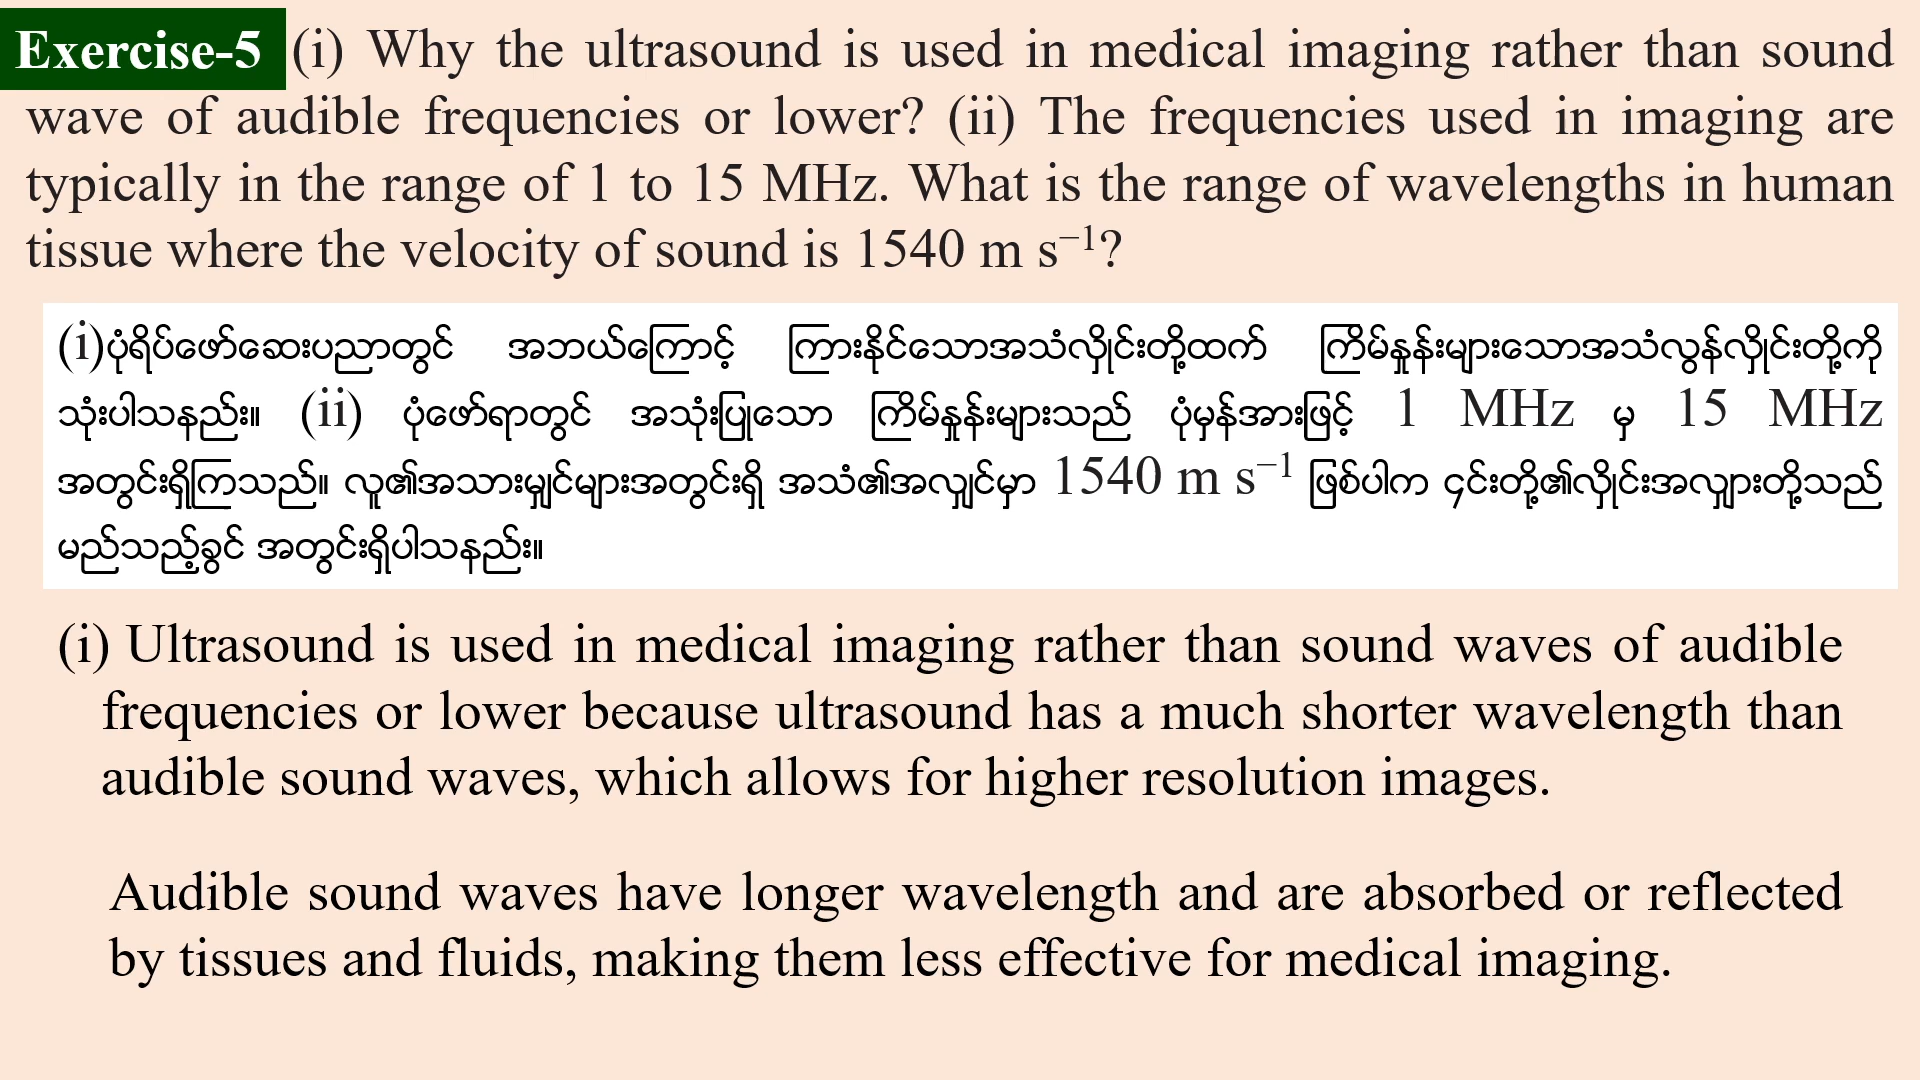 Exercise-5 (i) Why the ultrasound is used in medical imaging rather than sound
wave of audible frequencies or lower? (ii) The frequencies used in imaging are
typically in the range of 1 to 15 MHz. What is the range of wavelengths in human
tissue where the velocity of sound is 1540 m s⁻¹?
(i)ပုံရိပ်ဖော်ဆေးပညာတွင် အဘယ်ကြောင့် ကြားနိုင်သောအသံလှိုင်းတို့ထက် ကြိမ်နှုန်းများသောအသံလွန်လှိုင်းတို့ကို
သုံးပါသနည်း။ (ii) ပုံဖော်ရာတွင် အသုံးပြုသော ကြိမ်နှုန်းများသည် ပုံမှန်အားဖြင့် 1 MHz မှ 15 MHz
အတွင်းရှိကြသည်။ လူ၏အသားမျှင်များအတွင်းရှိ အသံ၏အလျင်မှာ 1540 m s⁻¹ ဖြစ်ပါက ၄င်းတို့၏လှိုင်းအလျားတို့သည်
မည်သည့်ခွင် အတွင်းရှိပါသနည်း။
(i) Ultrasound is used in medical imaging rather than sound waves of audible
frequencies or lower because ultrasound has a much shorter wavelength than
audible sound waves, which allows for higher resolution images.
Audible sound waves have longer wavelength and are absorbed or reflected
by tissues and fluids, making them less effective for medical imaging.